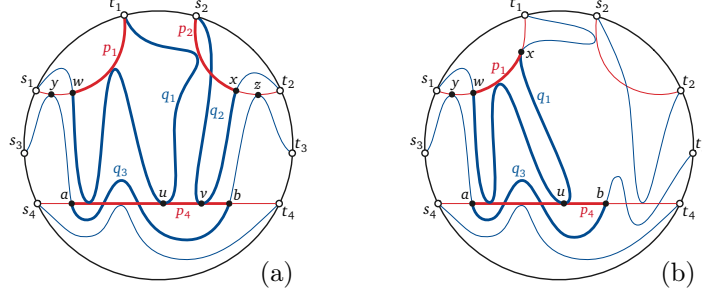 t1 s2 t1 s2
p2
p1 x
s1 y w x z t2 s1 y w p1 t2
q1 q1
q2
s3 t3 s3 t
q3 q3
a u v b a u b
s4 p4 t4 s4 p4 t4
(a) (b)